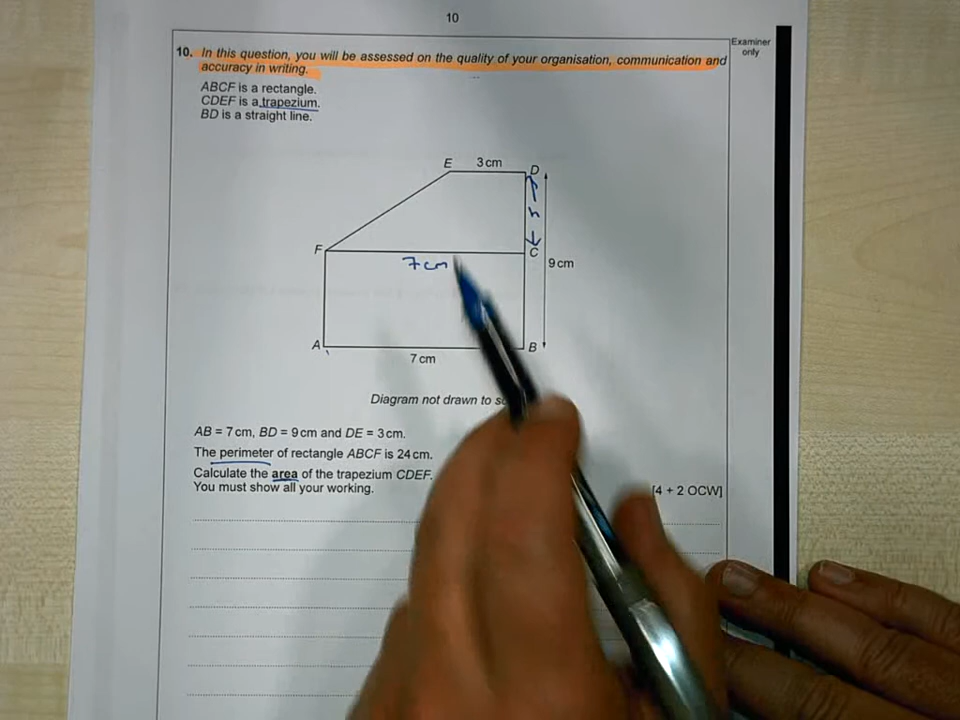 10
Examiner
only
10. In this question, you will be assessed on the quality of your organisation, communication and
accuracy in writing.
ABCF is a rectangle.
CDEF is a trapezium.
BD is a straight line.
E 3 cm D
h
F C
7cm 9 cm
A B
7 cm
Diagram not drawn to
AB = 7 cm, BD = 9 cm and DE = 3 cm.
The perimeter of rectangle ABCF is 24 cm.
Calculate the area of the trapezium CDEF.
You must show all your working. [4 + 2 OCW]